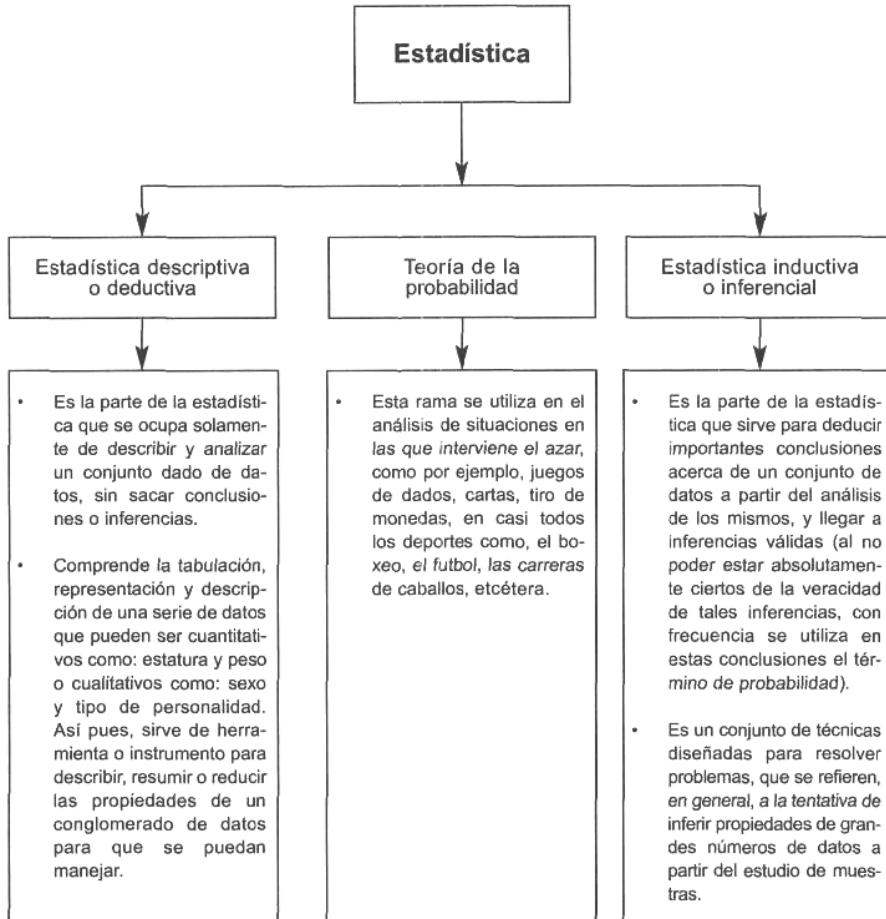 Estadística
Estadística descriptiva
o deductiva
Teoría de la
probabilidad
Estadística inductiva
o inferencial
• Es la parte de la estadísti-
ca que se ocupa solamen-
te de describir y analizar
un conjunto dado de da-
tos, sin sacar conclusio-
nes o inferencias.
• Comprende la tabulación,
representación y descrip-
ción de una serie de datos
que pueden ser cuantitati-
vos como: estatura y peso
o cualitativos como: sexo
y tipo de personalidad.
Así pues, sirve de herra-
mienta o instrumento para
describir, resumir o reducir
las propiedades de un
conglomerado de datos
para que se puedan
manejar.
• Esta rama se utiliza en el
análisis de situaciones en
las que interviene el azar,
como por ejemplo, juegos
de dados, cartas, tiro de
monedas, en casi todos
los deportes como, el bo-
xeo, el futbol, las carreras
de caballos, etcétera.
• Es la parte de la estadís-
tica que sirve para deducir
importantes conclusiones
acerca de un conjunto de
datos a partir del análisis
de los mismos, y llegar a
inferencias válidas (al no
poder estar absolutamen-
te ciertos de la veracidad
de tales inferencias, con
frecuencia se utiliza en
estas conclusiones el tér-
mino de probabilidad).
• Es un conjunto de técnicas
diseñadas para resolver
problemas, que se refieren,
en general, a la tentativa de
inferir propiedades de gran-
des números de datos a
partir del estudio de mues-
tras.